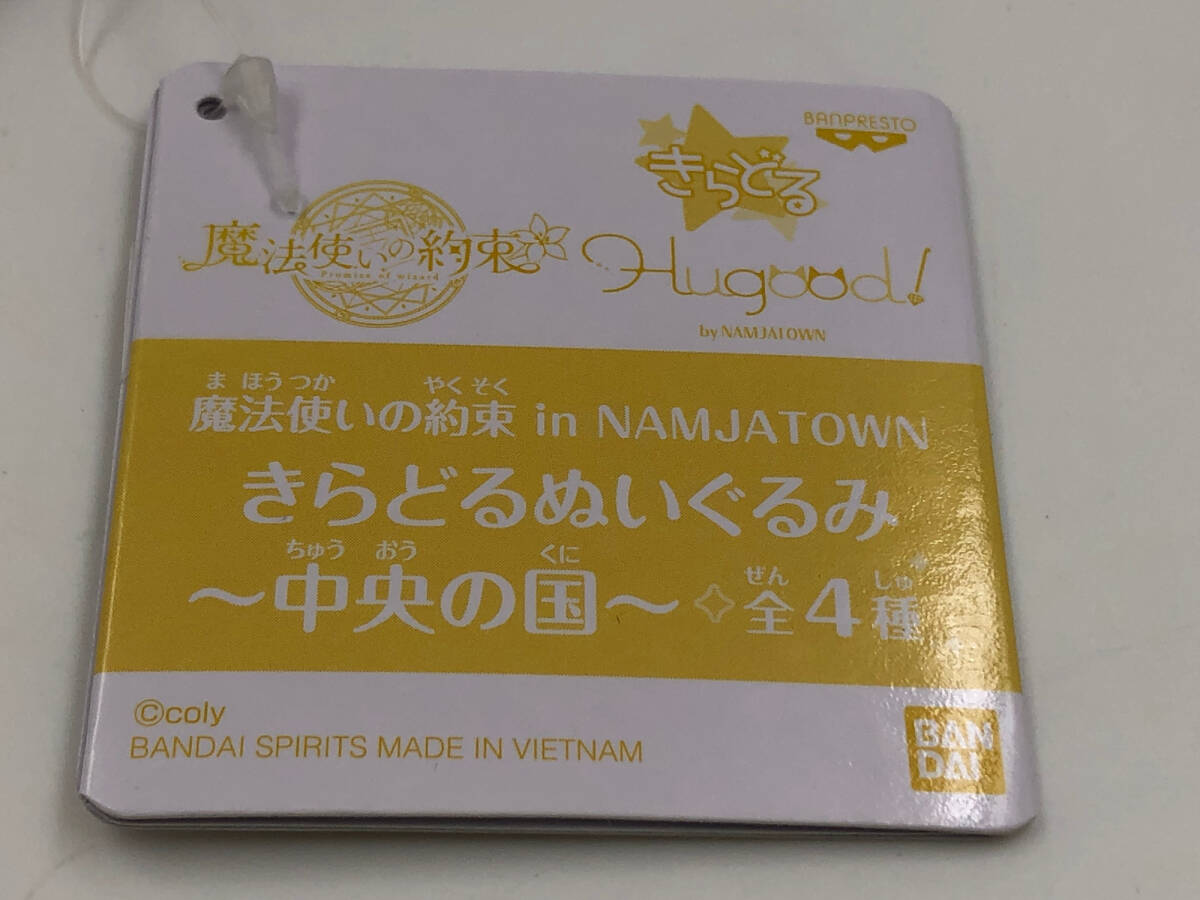 BANPRESTO
きらどる
魔法使いの約束
Promise of wizard
Hugood!
by NAMJATOWN
ま ほう つか やく そく
魔法使いの約束 in NAMJATOWN
きらどるぬいぐるみ
ちゅう おう くに ぜん しゅ
～中央の国～ 全4種
©coly
BANDAI SPIRITS MADE IN VIETNAM
BAN
DAI